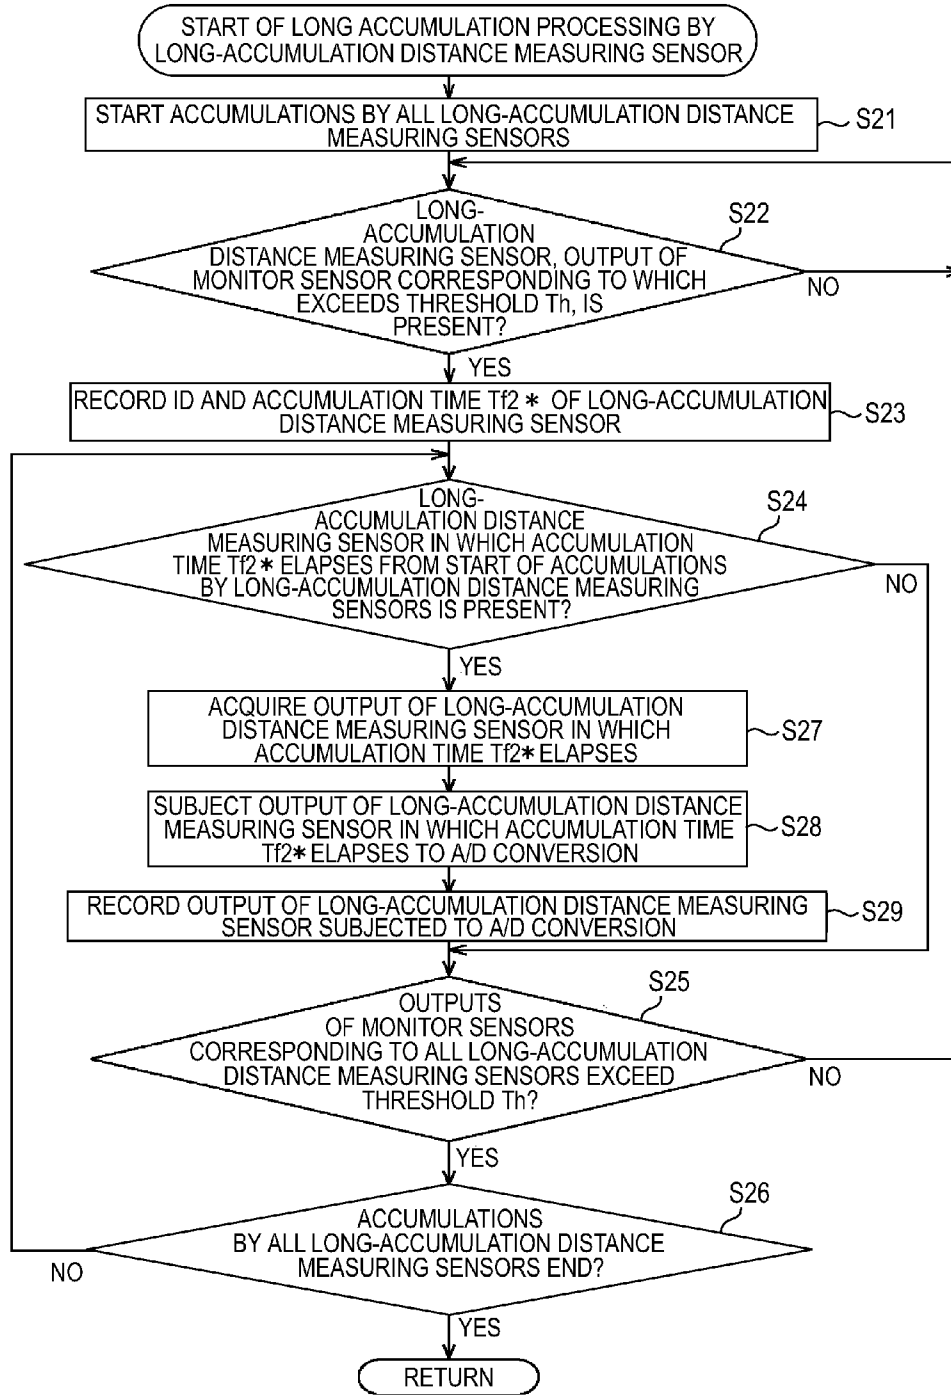 START OF LONG ACCUMULATION PROCESSING BY
LONG-ACCUMULATION DISTANCE MEASURING SENSOR
START ACCUMULATIONS BY ALL LONG-ACCUMULATION DISTANCE
MEASURING SENSORS
S21
LONG-
ACCUMULATION
DISTANCE MEASURING SENSOR, OUTPUT OF
MONITOR SENSOR CORRESPONDING TO WHICH
EXCEEDS THRESHOLD Th, IS
PRESENT?
S22
NO
YES
RECORD ID AND ACCUMULATION TIME Tf2＊ OF LONG-ACCUMULATION
DISTANCE MEASURING SENSOR
S23
LONG-
ACCUMULATION DISTANCE
MEASURING SENSOR IN WHICH ACCUMULATION
TIME Tf2＊ ELAPSES FROM START OF ACCUMULATIONS
BY LONG-ACCUMULATION DISTANCE MEASURING
SENSORS IS PRESENT?
S24
NO
YES
ACQUIRE OUTPUT OF LONG-ACCUMULATION
DISTANCE MEASURING SENSOR IN WHICH
ACCUMULATION TIME Tf2＊ ELAPSES
S27
SUBJECT OUTPUT OF LONG-ACCUMULATION DISTANCE
MEASURING SENSOR IN WHICH ACCUMULATION TIME
Tf2＊ ELAPSES TO A/D CONVERSION
S28
RECORD OUTPUT OF LONG-ACCUMULATION DISTANCE MEASURING
SENSOR SUBJECTED TO A/D CONVERSION
S29
OUTPUTS
OF MONITOR SENSORS
CORRESPONDING TO ALL LONG-ACCUMULATION
DISTANCE MEASURING SENSORS EXCEED
THRESHOLD Th?
S25
NO
YES
ACCUMULATIONS
BY ALL LONG-ACCUMULATION DISTANCE
MEASURING SENSORS END?
S26
NO
YES
RETURN